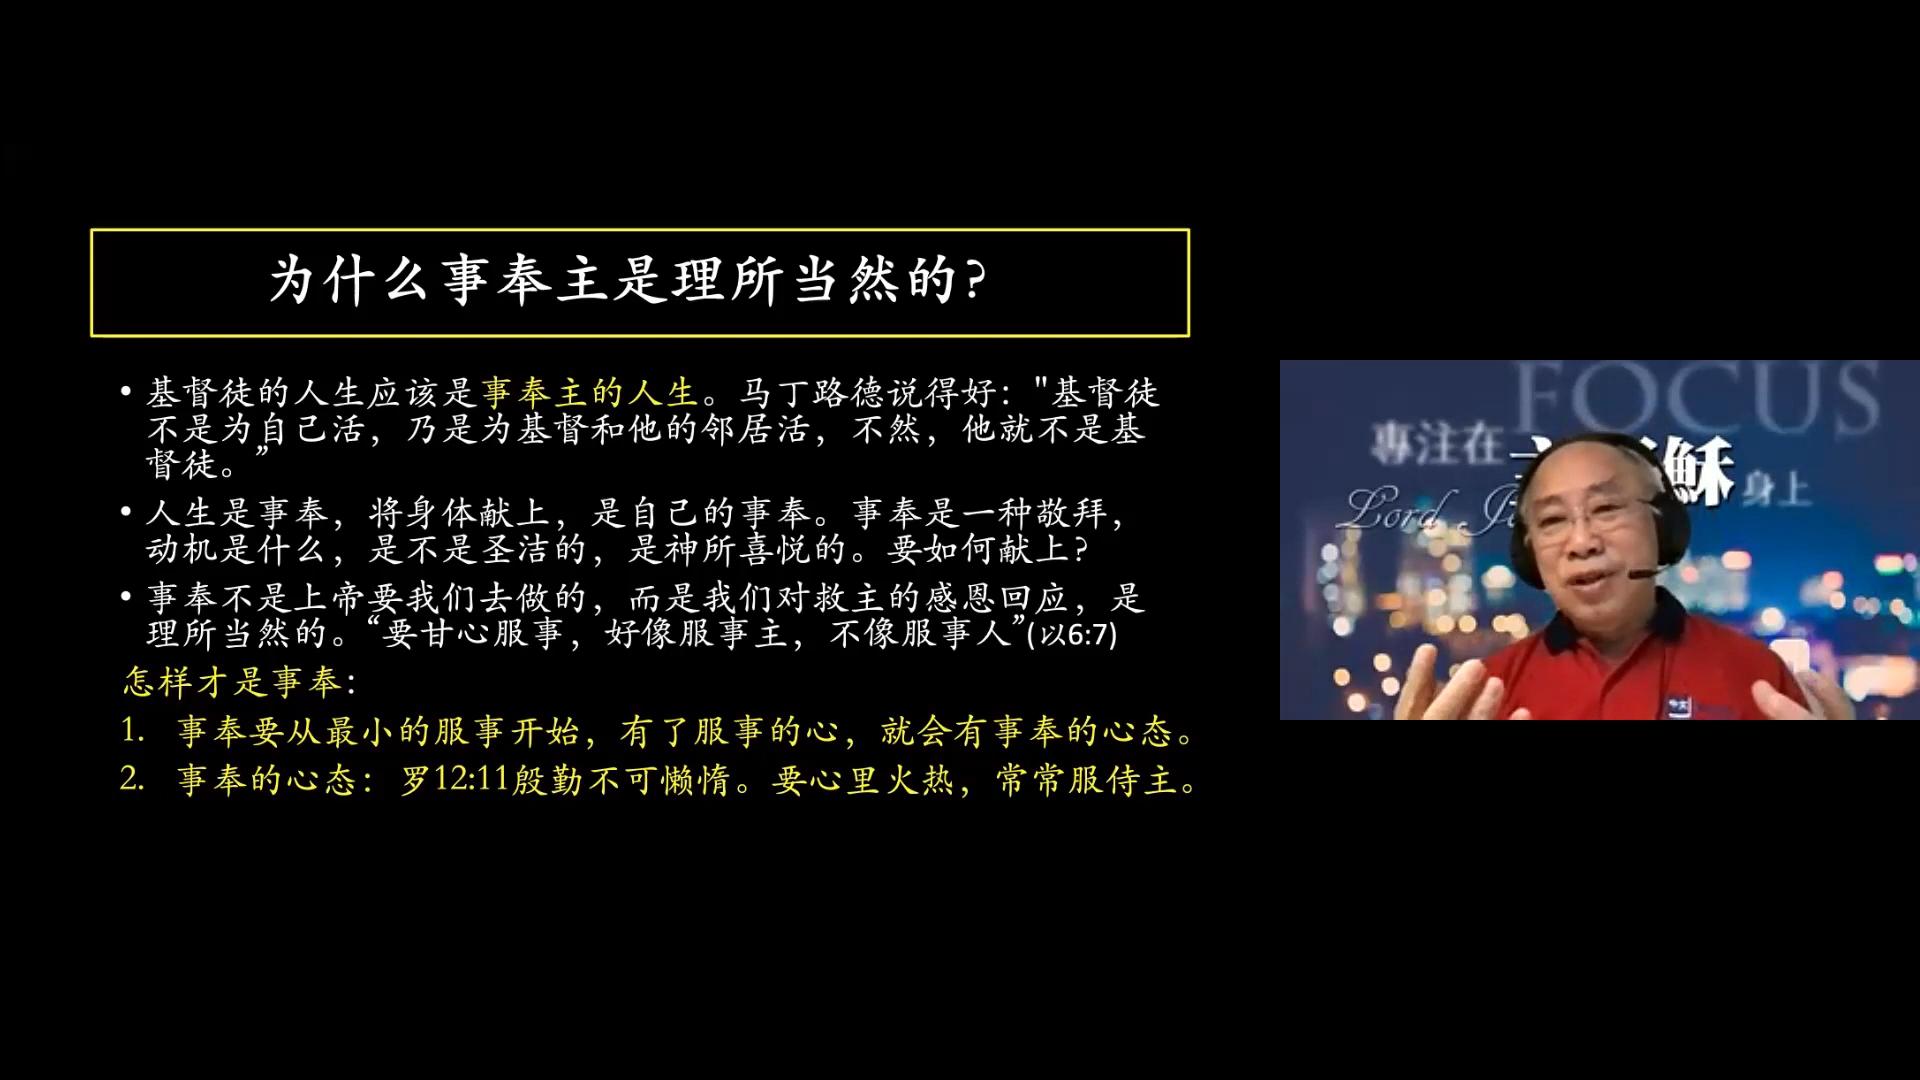 为什么事奉主是理所当然的?
• 基督徒的人生应该是事奉主的人生。马丁路德说得好："基督徒
不是为自己活，乃是为基督和他的邻居活，不然，他就不是基
督徒。”
• 人生是事奉，将身体献上，是自己的事奉。事奉是一种敬拜，
动机是什么，是不是圣洁的，是神所喜悦的。要如何献上?
• 事奉不是上帝要我们去做的，而是我们对救主的感恩回应，是
理所当然的。“要甘心服事，好像服事主，不像服事人”(以6:7)
怎样才是事奉:
1. 事奉要从最小的服事开始，有了服事的心，就会有事奉的心态。
2. 事奉的心态：罗12:11殷勤不可懒惰。要心里火热，常常服侍主。
FOCUS
專注在主 穌身上
Lord